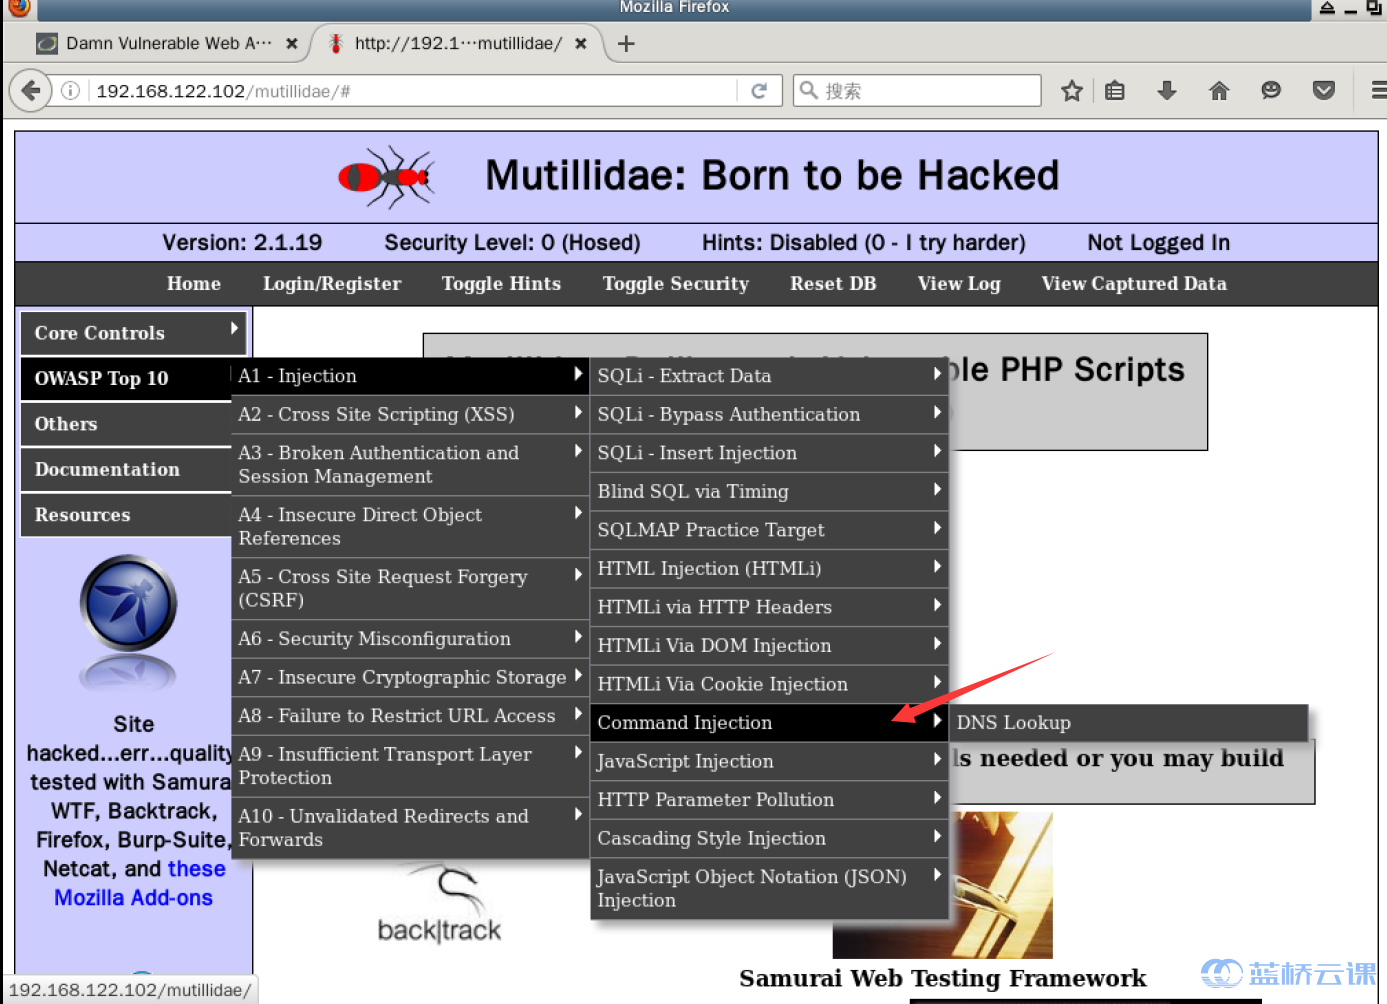 Mozilla Firefox
Damn Vulnerable Web A···
http://192.1···mutillidae/
192.168.122.102/mutillidae/#
搜索
Mutillidae: Born to be Hacked
Version: 2.1.19
Security Level: 0 (Hosed)
Hints: Disabled (0 - I try harder)
Not Logged In
Home
Login/Register
Toggle Hints
Toggle Security
Reset DB
View Log
View Captured Data
Core Controls
OWASP Top 10
Others
Documentation
Resources
A1 - Injection
A2 - Cross Site Scripting (XSS)
A3 - Broken Authentication and
Session Management
A4 - Insecure Direct Object
References
A5 - Cross Site Request Forgery
(CSRF)
A6 - Security Misconfiguration
A7 - Insecure Cryptographic Storage
A8 - Failure to Restrict URL Access
A9 - Insufficient Transport Layer
Protection
A10 - Unvalidated Redirects and
Forwards
SQLi - Extract Data
SQLi - Bypass Authentication
SQLi - Insert Injection
Blind SQL via Timing
SQLMAP Practice Target
HTML Injection (HTMLi)
HTMLi via HTTP Headers
HTMLi Via DOM Injection
HTMLi Via Cookie Injection
Command Injection
JavaScript Injection
HTTP Parameter Pollution
Cascading Style Injection
JavaScript Object Notation (JSON)
Injection
DNS Lookup
PHP Scripts
needed or you may build
Site
hacked...err...quality
tested with Samurai
WTF, Backtrack,
Firefox, Burp-Suite,
Netcat, and these
Mozilla Add-ons
back|track
Samurai Web Testing Framework
192.168.122.102/mutillidae/
蓝桥云课